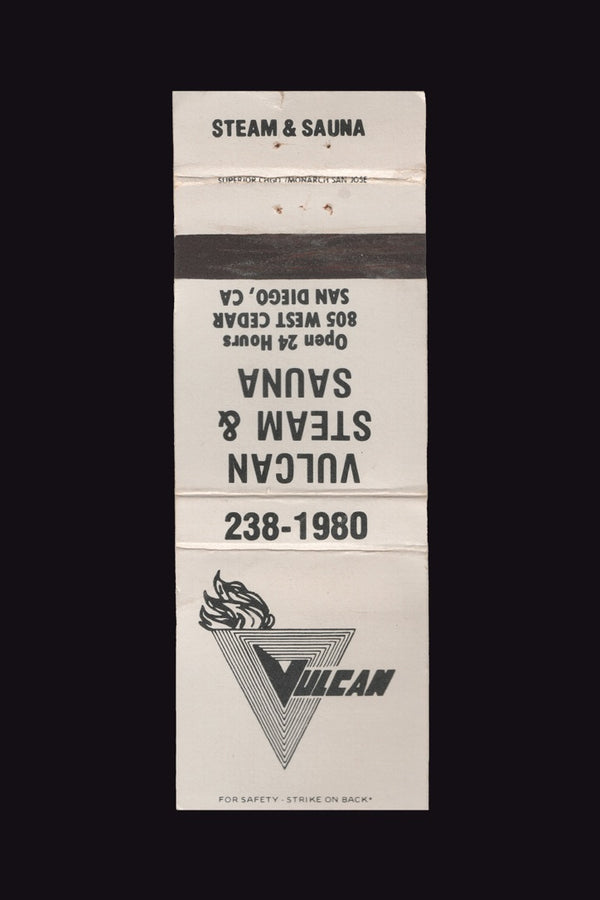 STEAM & SAUNA
SUPERIOR CHGO./MONARCH SAN JOSE
VULCAN
STEAM &
SAUNA
Open 24 Hours
805 WEST CEDAR
SAN DIEGO, CA
238-1980
VULCAN
FOR SAFETY - STRIKE ON BACK*